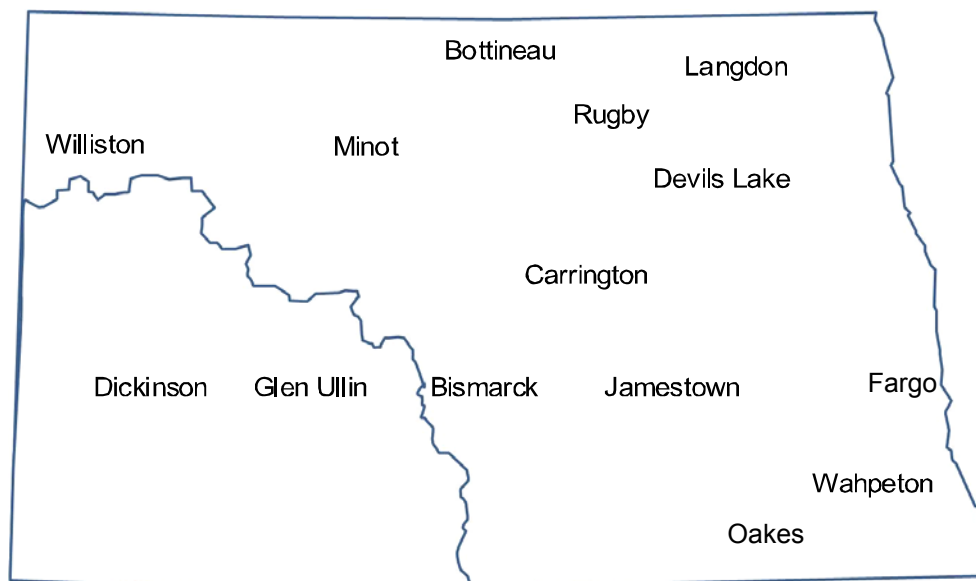 Bottineau
Langdon
Rugby
Williston
Minot
Devils Lake
Carrington
Dickinson
Glen Ullin
Bismarck
Jamestown
Fargo
Wahpeton
Oakes